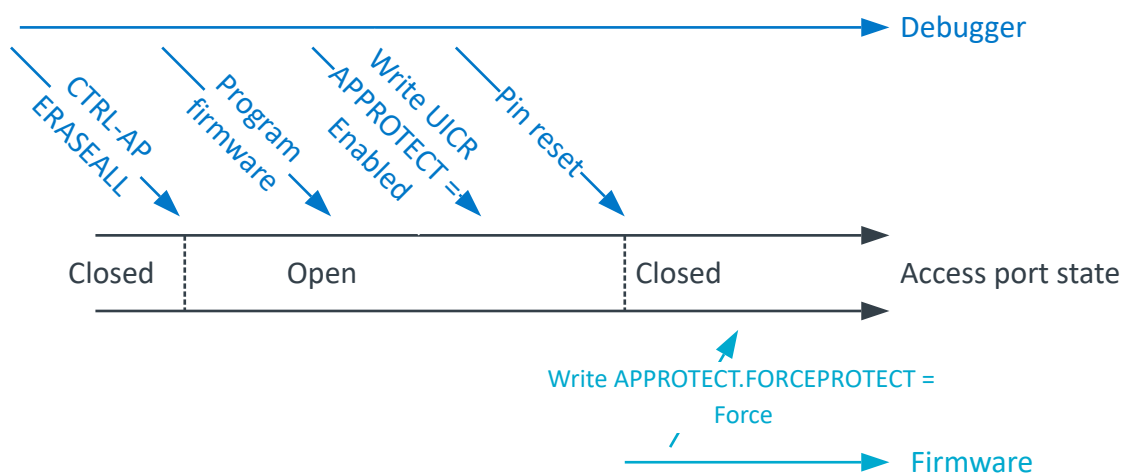 Debugger
CTRL-AP
ERASEALL
Program
firmware
Write UICR
APPROTECT =
Enabled
Pin reset
Closed
Open
Closed
Access port state
Write APPROTECT.FORCEPROTECT =
Force
Firmware